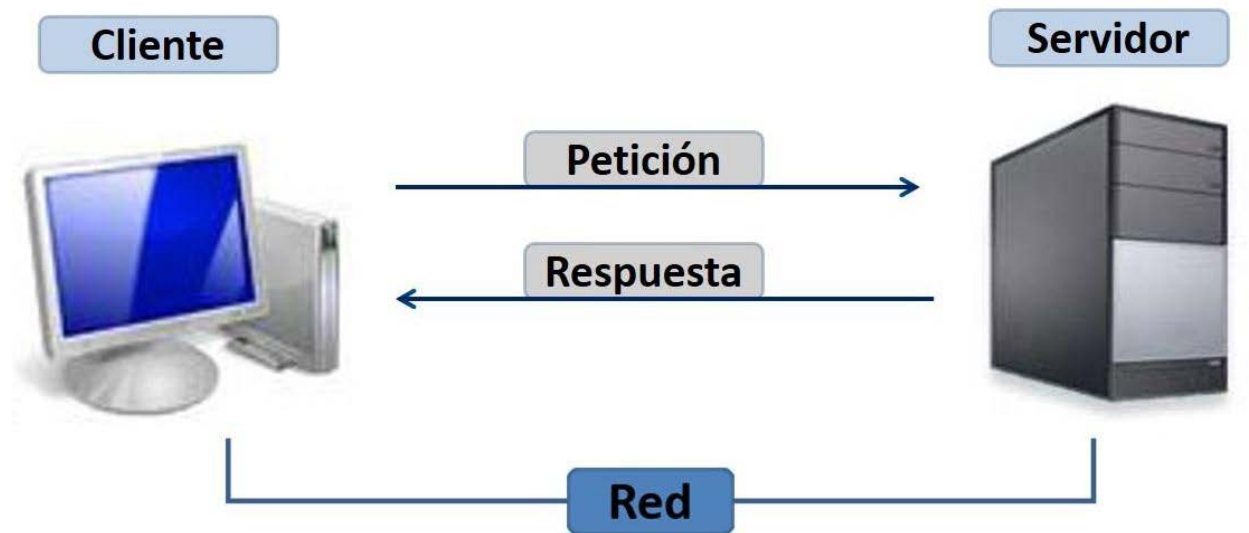 Cliente
Servidor
Petición
Respuesta
Red